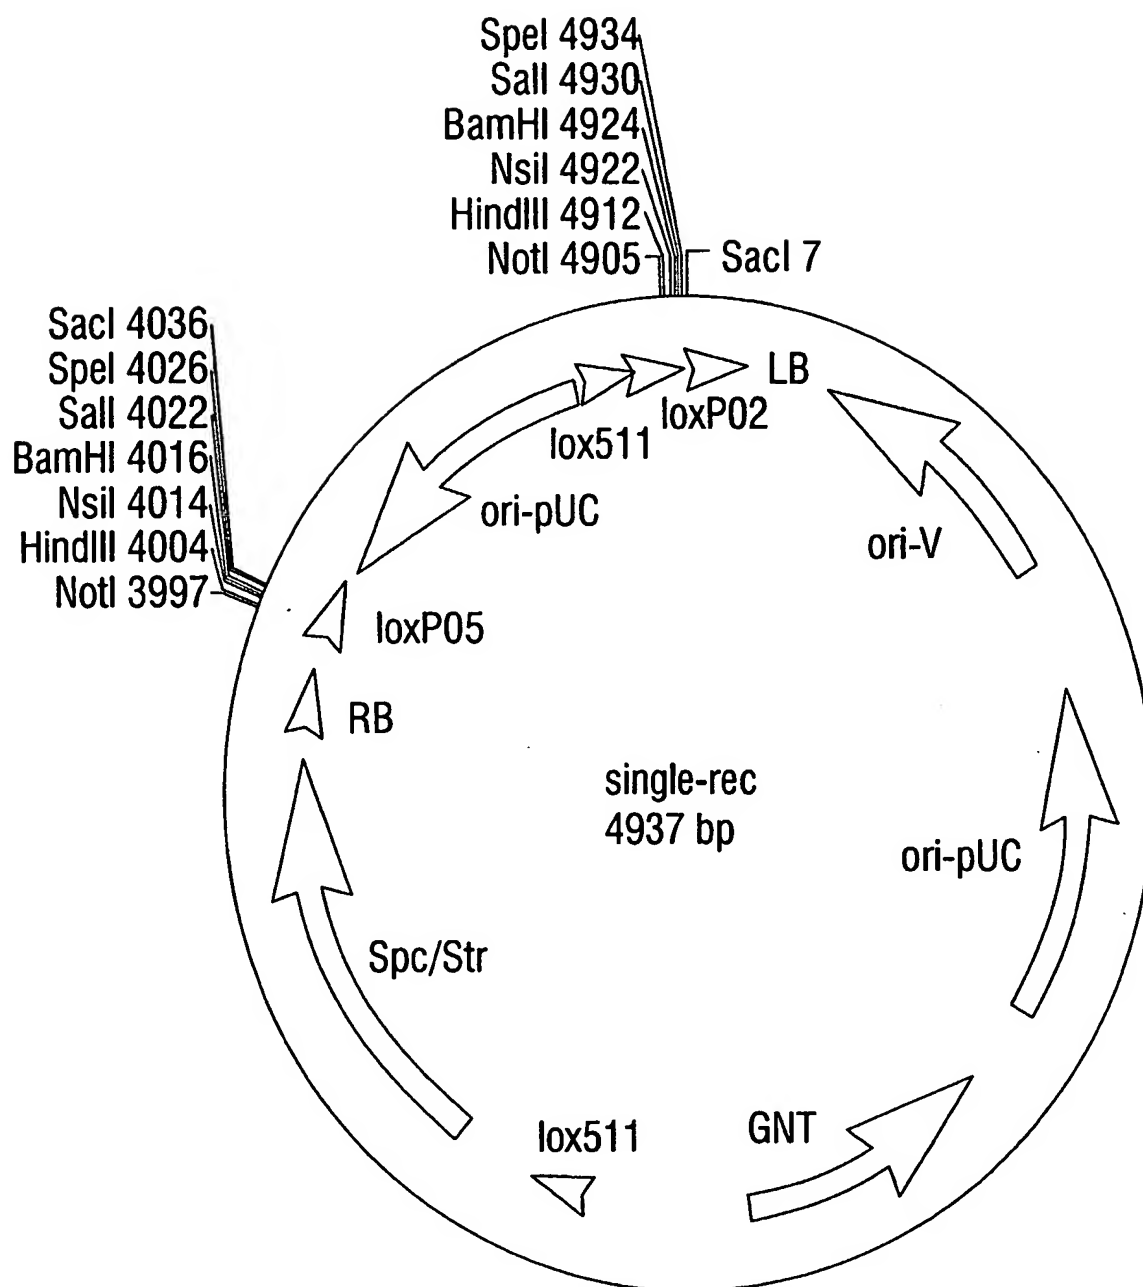 SpeI 4934
SalI 4930
BamHI 4924
NsiI 4922
HindIII 4912
NotI 4905
SacI 7
SacI 4036
SpeI 4026
SalI 4022
BamHI 4016
NsiI 4014
HindIII 4004
NotI 3997
LB
loxP02
lox511
ori-pUC
ori-V
loxP05
RB
single-rec
4937 bp
ori-pUC
Spc/Str
lox511
GNT